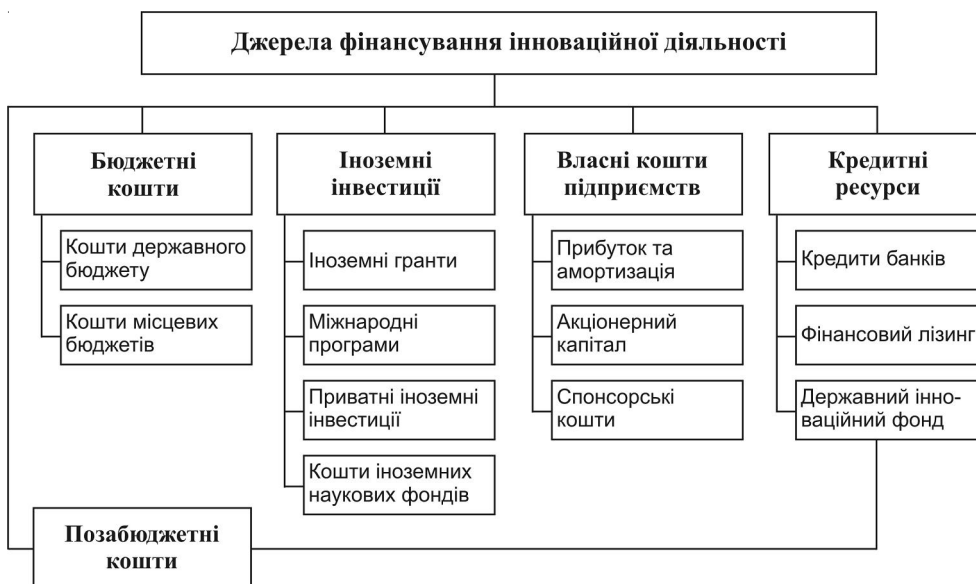 Джерела фінансування інноваційної діяльності
Бюджетні
кошти
Кошти державного
бюджету
Кошти місцевих
бюджетів
Іноземні
інвестиції
Іноземні гранти
Міжнародні
програми
Приватні іноземні
інвестиції
Кошти іноземних
наукових фондів
Власні кошти
підприємств
Прибуток та
амортизація
Акціонерний
капітал
Спонсорські
кошти
Кредитні
ресурси
Кредити банків
Фінансовий лізинг
Державний інно-
ваційний фонд
Позабюджетні
кошти